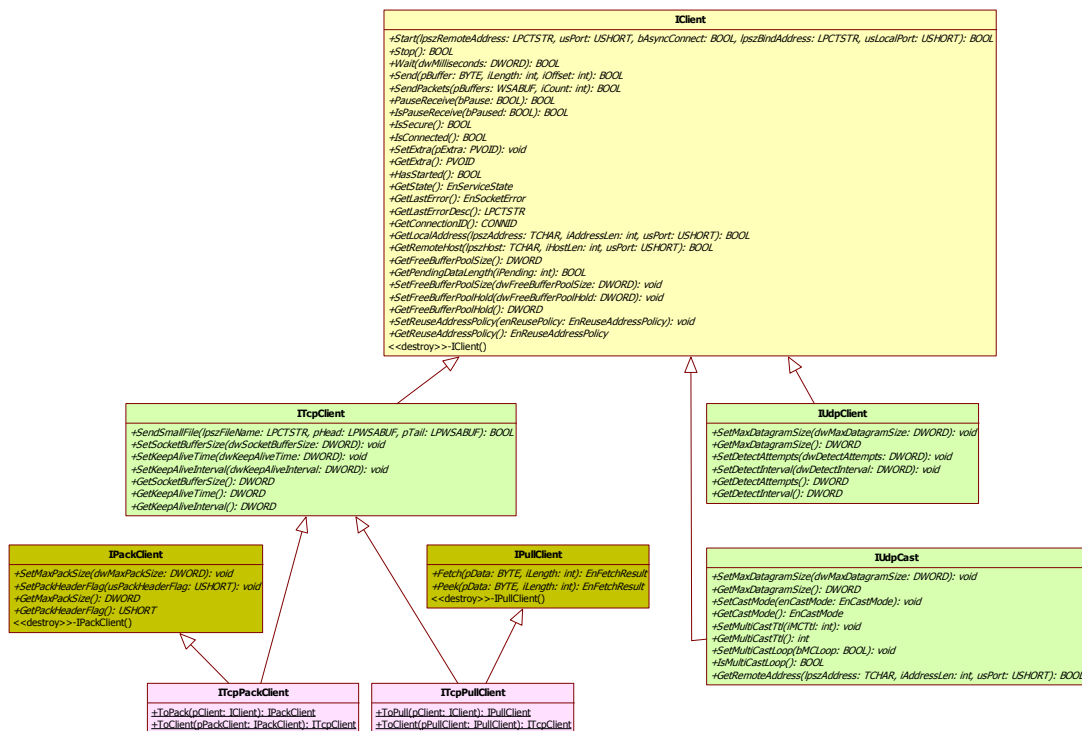 IClient
+Start(lpszRemoteAddress: LPCTSTR, usPort: USHORT, bAsyncConnect: BOOL, lpszBindAddress: LPCTSTR, usLocalPort: USHORT): BOOL
+Stop(): BOOL
+Wait(dwMilliseconds: DWORD): BOOL
+Send(pBuffer: BYTE, iLength: int, iOffset: int): BOOL
+SendPackets(pBuffers: WSABUF, iCount: int): BOOL
+PauseReceive(bPause: BOOL): BOOL
+IsPauseReceive(bPaused: BOOL): BOOL
+IsSecure(): BOOL
+IsConnected(): BOOL
+SetExtra(pExtra: PVOID): void
+GetExtra(): PVOID
+HasStarted(): BOOL
+GetState(): EnServiceState
+GetLastError(): EnSocketError
+GetLastErrorDesc(): LPCTSTR
+GetConnectionID(): CONNID
+GetLocalAddress(lpszAddress: TCHAR, iAddressLen: int, usPort: USHORT): BOOL
+GetRemoteHost(lpszHost: TCHAR, iHostLen: int, usPort: USHORT): BOOL
+GetFreeBufferPoolSize(): DWORD
+GetPendingDataLength(iPending: int): BOOL
+SetFreeBufferPoolSize(dwFreeBufferPoolSize: DWORD): void
+SetFreeBufferPoolHold(dwFreeBufferPoolHold: DWORD): void
+GetFreeBufferPoolHold(): DWORD
+SetReuseAddressPolicy(enReusePolicy: EnReuseAddressPolicy): void
+GetReuseAddressPolicy(): EnReuseAddressPolicy
<<destroy>>-IClient()
ITcpClient
+SendSmallFile(lpszFileName: LPCTSTR, pHead: LPWSABUF, pTail: LPWSABUF): BOOL
+SetSocketBufferSize(dwSocketBufferSize: DWORD): void
+SetKeepAliveTime(dwKeepAliveTime: DWORD): void
+SetKeepAliveInterval(dwKeepAliveInterval: DWORD): void
+GetSocketBufferSize(): DWORD
+GetKeepAliveTime(): DWORD
+GetKeepAliveInterval(): DWORD
IUdpClient
+SetMaxDatagramSize(dwMaxDatagramSize: DWORD): void
+GetMaxDatagramSize(): DWORD
+SetDetectAttempts(dwDetectAttempts: DWORD): void
+SetDetectInterval(dwDetectInterval: DWORD): void
+GetDetectAttempts(): DWORD
+GetDetectInterval(): DWORD
IPackClient
+SetMaxPackSize(dwMaxPackSize: DWORD): void
+SetPackHeaderFlag(usPackHeaderFlag: USHORT): void
+GetMaxPackSize(): DWORD
+GetPackHeaderFlag(): USHORT
<<destroy>>-IPackClient()
IPullClient
+Fetch(pData: BYTE, iLength: int): EnFetchResult
+Peek(pData: BYTE, iLength: int): EnFetchResult
<<destroy>>-IPullClient()
IUdpCast
+SetMaxDatagramSize(dwMaxDatagramSize: DWORD): void
+GetMaxDatagramSize(): DWORD
+SetCastMode(enCastMode: EnCastMode): void
+GetCastMode(): EnCastMode
+SetMultiCastTtl(iMCTtl: int): void
+GetMultiCastTtl(): int
+SetMultiCastLoop(bMCLoop: BOOL): void
+IsMultiCastLoop(): BOOL
+GetRemoteAddress(lpszAddress: TCHAR, iAddressLen: int, usPort: USHORT): BOOL
ITcpPackClient
+ToPack(pClient: IClient): IPackClient
+ToClient(pPackClient: IPackClient): ITcpClient
ITcpPullClient
+ToPull(pClient: IClient): IPullClient
+ToClient(pPullClient: IPullClient): ITcpClient